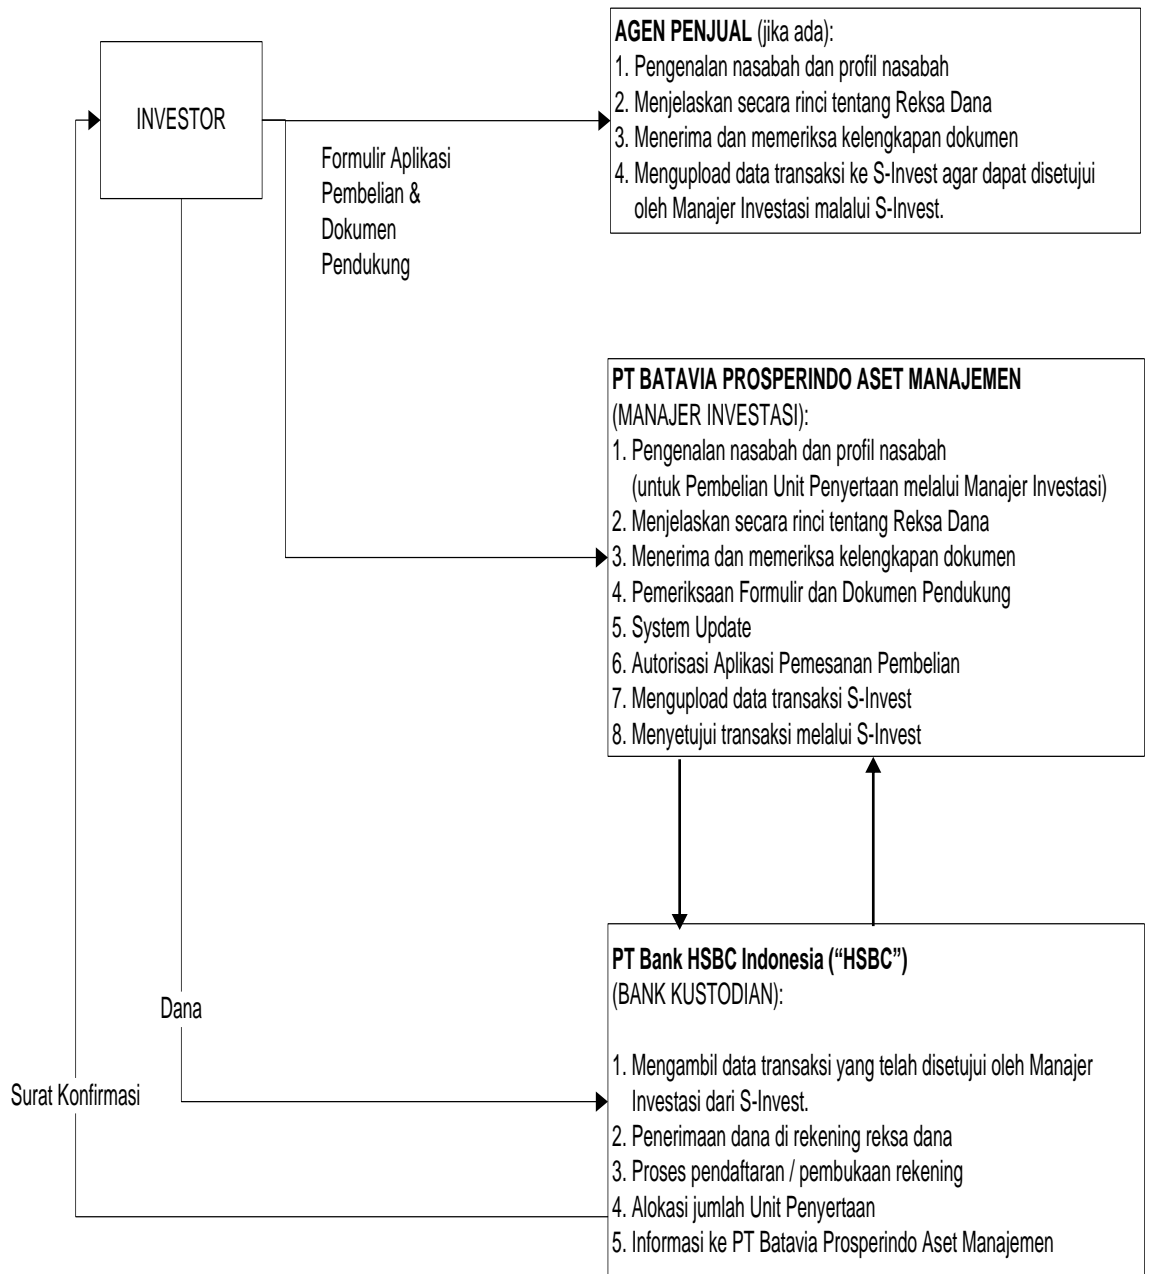 INVESTOR
AGEN PENJUAL (jika ada):
1. Pengenalan nasabah dan profil nasabah
2. Menjelaskan secara rinci tentang Reksa Dana
3. Menerima dan memeriksa kelengkapan dokumen
4. Mengupload data transaksi ke S-Invest agar dapat disetujui
oleh Manajer Investasi malalui S-Invest.
Formulir Aplikasi
Pembelian &
Dokumen
Pendukung
PT BATAVIA PROSPERINDO ASET MANAJEMEN
(MANAJER INVESTASI):
1. Pengenalan nasabah dan profil nasabah
(untuk Pembelian Unit Penyertaan melalui Manajer Investasi)
2. Menjelaskan secara rinci tentang Reksa Dana
3. Menerima dan memeriksa kelengkapan dokumen
4. Pemeriksaan Formulir dan Dokumen Pendukung
5. System Update
6. Autorisasi Aplikasi Pemesanan Pembelian
7. Mengupload data transaksi S-Invest
8. Menyetujui transaksi melalui S-Invest
Dana
Surat Konfirmasi
PT Bank HSBC Indonesia (“HSBC”)
(BANK KUSTODIAN):
1. Mengambil data transaksi yang telah disetujui oleh Manajer
Investasi dari S-Invest.
2. Penerimaan dana di rekening reksa dana
3. Proses pendaftaran / pembukaan rekening
4. Alokasi jumlah Unit Penyertaan
5. Informasi ke PT Batavia Prosperindo Aset Manajemen